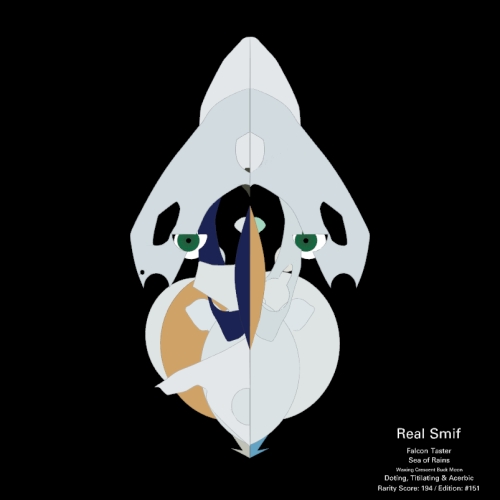 Real Smif
Falcon Taster
Sea of Rains
Waxing Crescent Buck Moon
Doting, Titilating & Acerbic
Rarity Score: 194 / Edition: #151